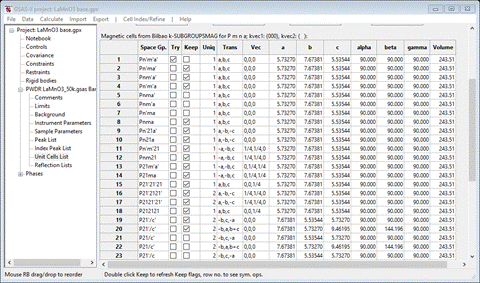 GSAS-II project: LaMnO3 base.gpx
File Data Calculate Import Export | Cell Index/Refine | Help
Project: LaMnO3 base.gpx
Notebook
Controls
Covariance
Constraints
Restraints
Rigid bodies
PWDR LaMnO3_50k.gsas Ban
Comments
Limits
Background
Instrument Parameters
Sample Parameters
Peak List
Index Peak List
Unit Cells List
Reflection Lists
Phases
Magnetic cells from Bilbao k-SUBGROUPSMAG for P m n a; kvec1: (000), kvec2: ( ):
Space Gp. Try Keep Uniq Trans Vec a b c alpha beta gamma Volume
1 Pn'm'a' 1 a,b,c 0,0,0 5.73270 7.67381 5.53544 90.000 90.000 90.000 243.51
2 Pnm'a' 1 a,b,c 0,0,0 5.73270 7.67381 5.53544 90.000 90.000 90.000 243.51
3 1 a,b,c 0,0,0 5.73270 7.67381 5.53544 90.000 90.000 90.000 243.51
4 1 a,b,c 0,0,0 5.73270 7.67381 5.53544 90.000 90.000 90.000 243.51
5 Pnma' 1 a,b,c 0,0,0 5.73270 7.67381 5.53544 90.000 90.000 90.000 243.51
6 1 a,b,c 0,0,0 5.73270 7.67381 5.53544 90.000 90.000 90.000 243.51
7 Pn'ma 1 a,b,c 0,0,0 5.73270 7.67381 5.53544 90.000 90.000 90.000 243.51
8 Pnma 1 a,b,c 0,0,0 5.73270 7.67381 5.53544 90.000 90.000 90.000 243.51
9 Pn'21a' 1 a,-b,-c 0,0,0 5.73270 7.67381 5.53544 90.000 90.000 90.000 243.51
10 Pn21a 1 a,-b,-c 0,0,0 5.73270 7.67381 5.53544 90.000 90.000 90.000 243.51
11 Pn'm'21 1 a,-b,-c 1/4,1/4,0 5.73270 7.67381 5.53544 90.000 90.000 90.000 243.51
12 Pnm21 1 -a,-b,c 1/4,1/4,0 5.73270 7.67381 5.53544 90.000 90.000 90.000 243.51
13 P21m'a' 1 -a,b,-c 0,1/4,1/4 5.73270 7.67381 5.53544 90.000 90.000 90.000 243.51
14 P21ma 1 -a,b,-c 0,1/4,1/4 5.73270 7.67381 5.53544 90.000 90.000 90.000 243.51
15 P21'21'21 1 a,b,c 0,0,1/4 5.73270 7.67381 5.53544 90.000 90.000 90.000 243.51
16 P21'2121' 2 a,-b,-c 0,0,1/4 5.73270 7.67381 5.53544 90.000 90.000 90.000 243.51
17 2 -a,b,-c 0,0,1/4 5.73270 7.67381 5.53544 90.000 90.000 90.000 243.51
18 P212121 1 a,b,c 0,0,1/4 5.73270 7.67381 5.53544 90.000 90.000 90.000 243.51
19 P21'/c' 2 -b,c,-a 0,0,0 7.67381 5.53544 5.73270 90.000 90.000 90.000 243.51
20 P21'/c' 2 -b,a,b+c 0,0,0 7.67381 5.73270 9.46195 90.000 144.196 90.000 243.51
21 P21/c' 2 -b,c,-a 0,0,0 7.67381 5.53544 5.73270 90.000 90.000 90.000 243.51
22 P21/c' 2 -b,a,b+c 0,0,0 7.67381 5.73270 9.46195 90.000 144.196 90.000 243.51
23 P21'/c 2 -b,c,-a 0,0,0 7.67381 5.53544 5.73270 90.000 90.000 90.000 243.51
Mouse RB drag/drop to reorder Double click Keep to refresh Keep flags, row no. to see sym. ops.